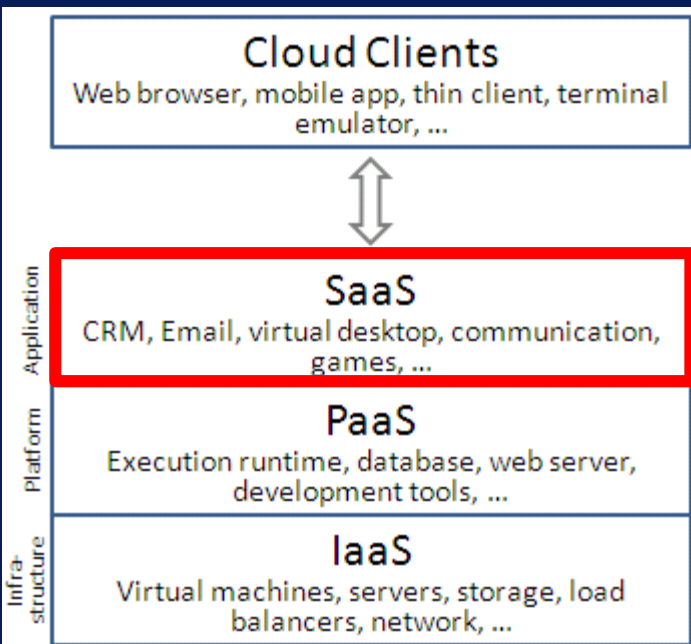 Cloud Clients
Web browser, mobile app, thin client, terminal
emulator, ...
Application
SaaS
CRM, Email, virtual desktop, communication,
games, ...
Platform
PaaS
Execution runtime, database, web server,
development tools, ...
Infra-
structure
IaaS
Virtual machines, servers, storage, load
balancers, network, ...